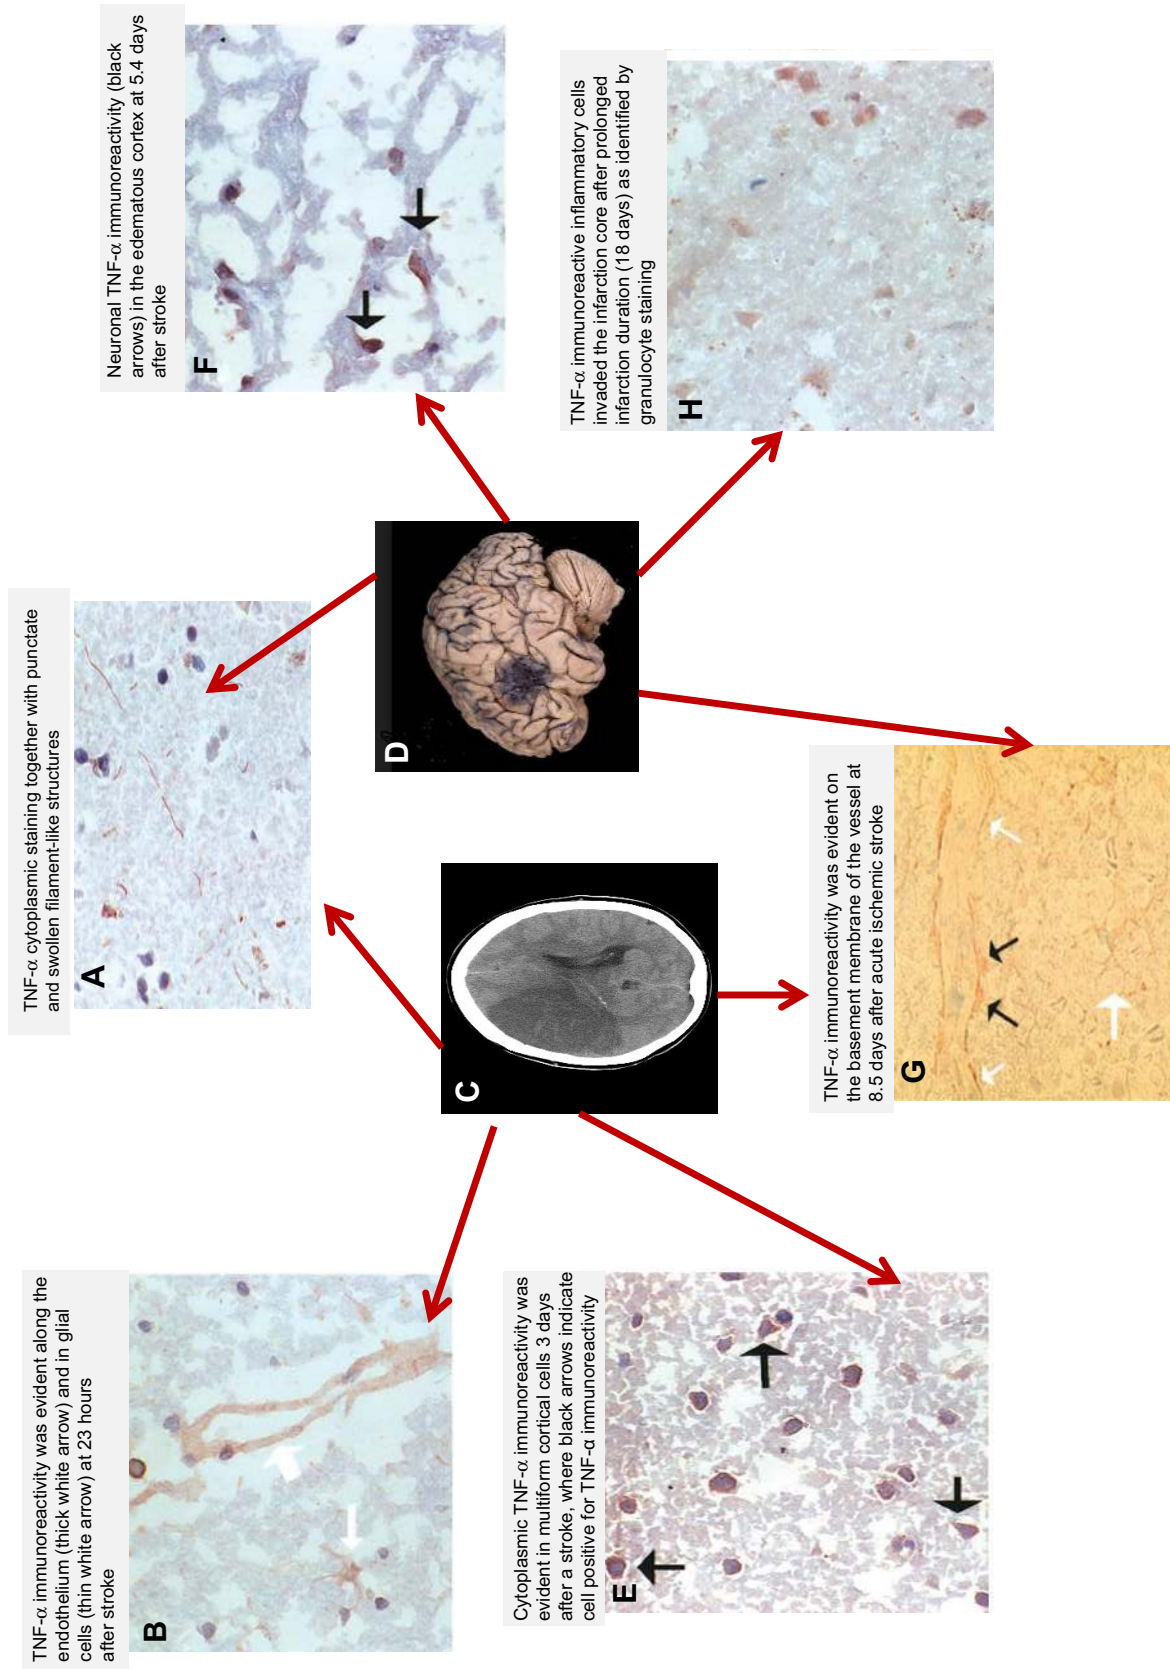 TNF-α immunoreactivity was evident along the
endothelium (thick white arrow) and in glial
cells (thin white arrow) at 23 hours
after stroke
B
TNF-α cytoplasmic staining together with punctate
and swollen filament-like structures
A
Neuronal TNF-α immunoreactivity (black
arrows) in the edematous cortex at 5.4 days
after stroke
F
C
D
Cytoplasmic TNF-α immunoreactivity was
evident in multiform cortical cells 3 days
after a stroke, where black arrows indicate
cell positive for TNF-α immunoreactivity
E
TNF-α immunoreactivity was evident on
the basement membrane of the vessel at
8.5 days after acute ischemic stroke
G
TNF-α immunoreactive inflammatory cells
invaded the infarction core after prolonged
infarction duration (18 days) as identified by
granulocyte staining
H